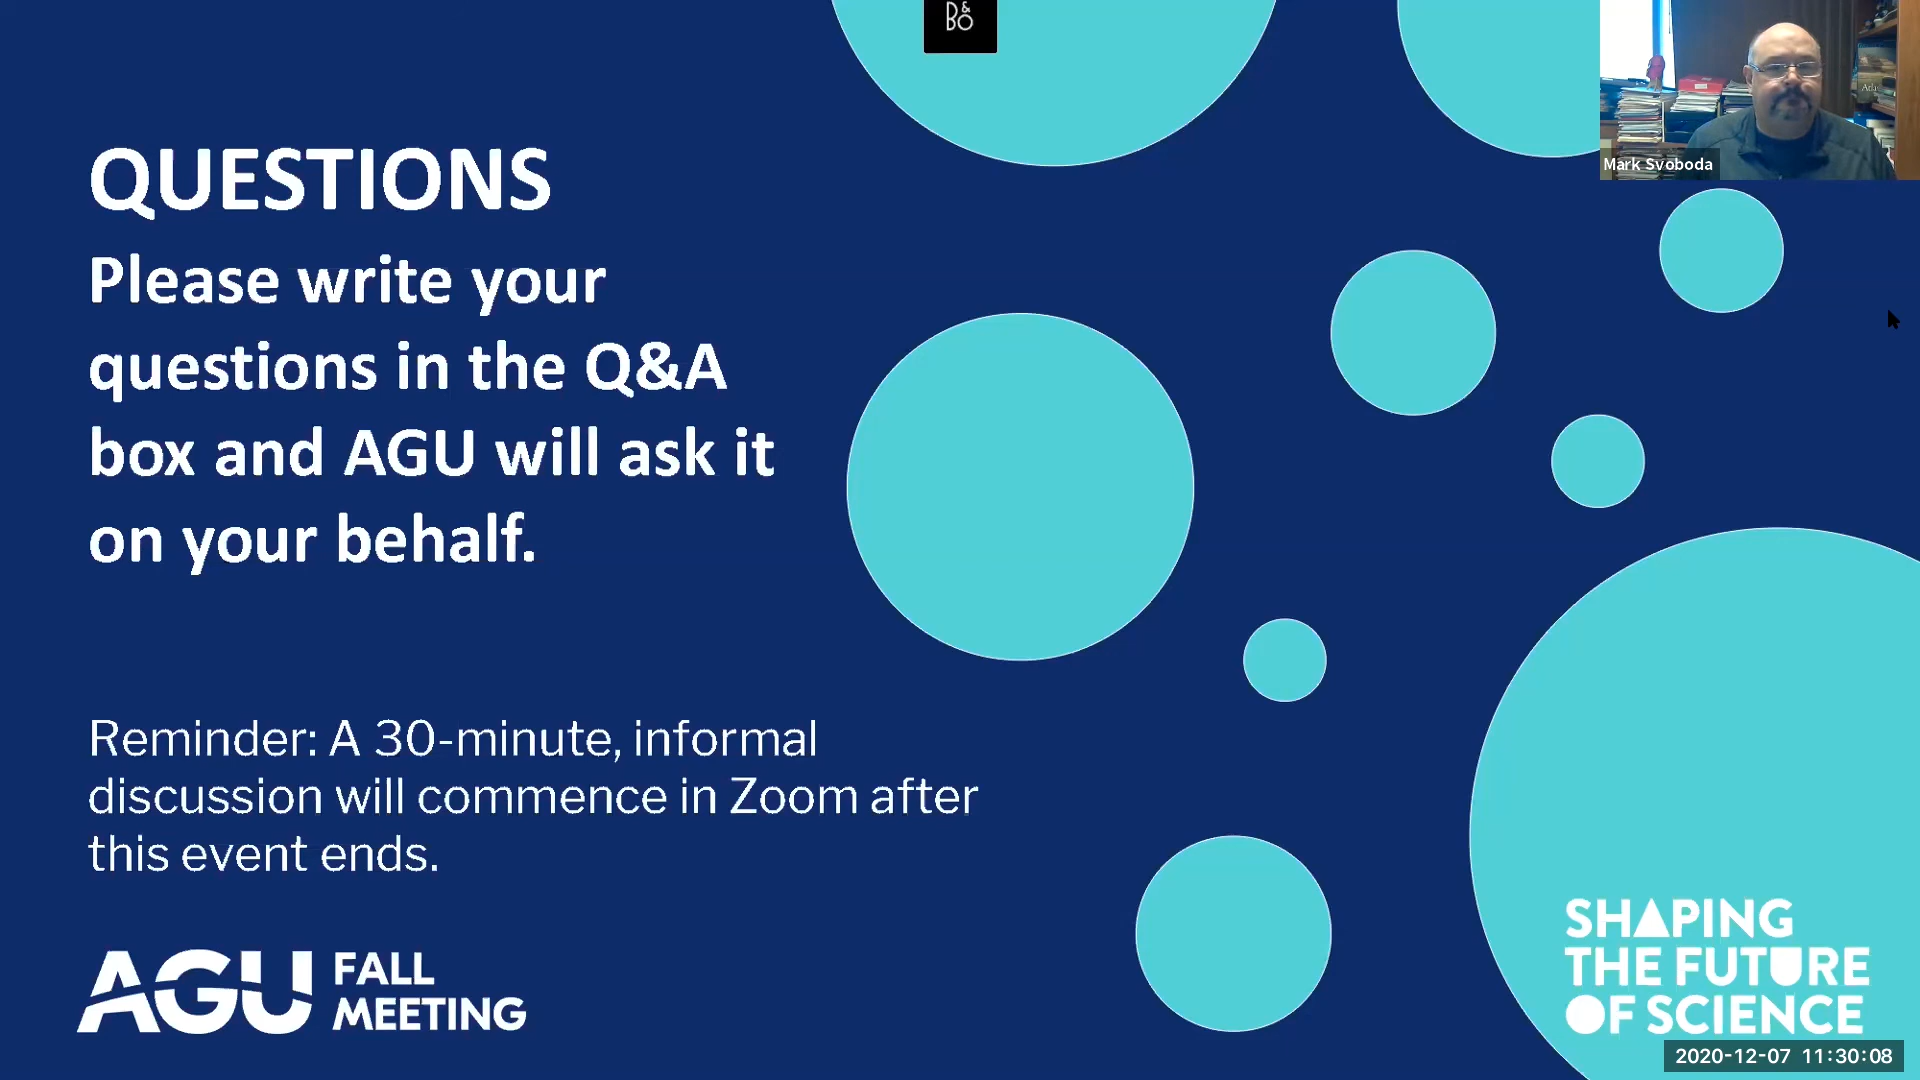 B&
BO
Mark Svoboda
QUESTIONS
Please write your
questions in the Q&A
box and AGU will ask it
on your behalf.
Reminder: A 30-minute, informal
discussion will commence in Zoom after
this event ends.
AGU FALL
MEETING
SHAPING
THE FUTURE
OF SCIENCE
2020-12-07 11:30:08